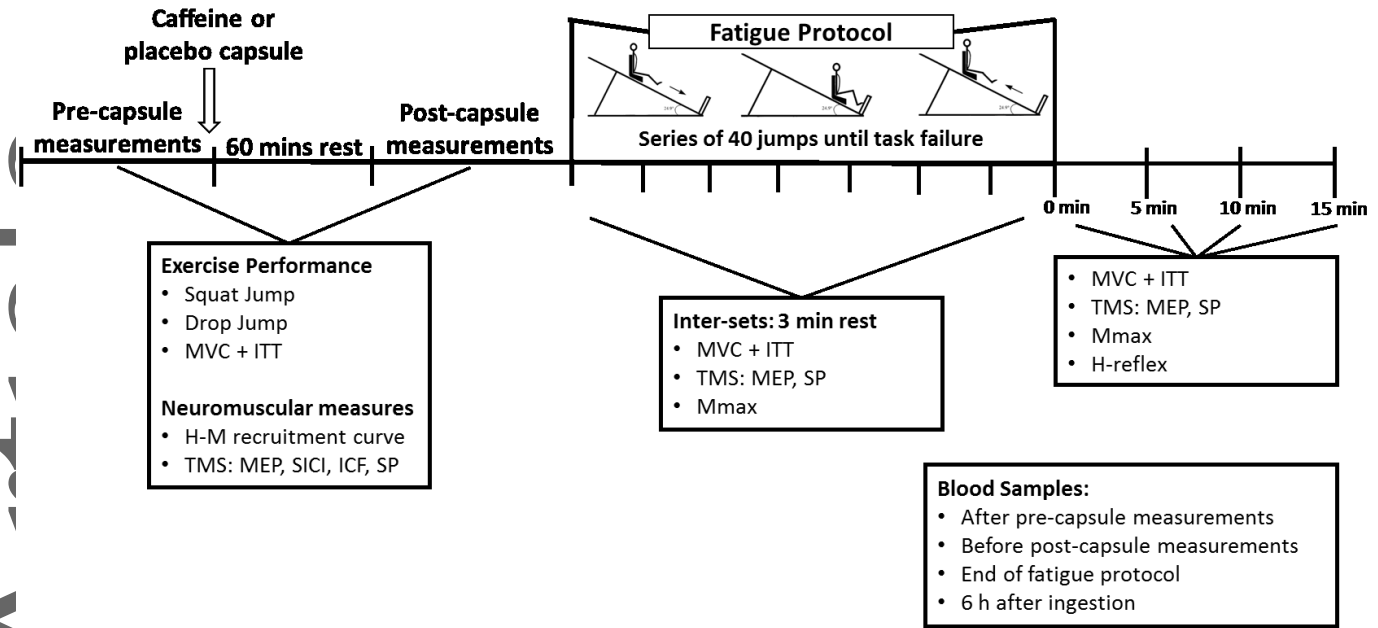 Caffeine or
placebo capsule
Pre-capsule
measurements
60 mins rest
Post-capsule
measurements
Fatigue Protocol
Series of 40 jumps until task failure
0 min
5 min
10 min
15 min
Exercise Performance
• Squat Jump
• Drop Jump
• MVC + ITT
Neuromuscular measures
• H-M recruitment curve
• TMS: MEP, SICI, ICF, SP
Inter-sets: 3 min rest
• MVC + ITT
• TMS: MEP, SP
• Mmax
• MVC + ITT
• TMS: MEP, SP
• Mmax
• H-reflex
Blood Samples:
• After pre-capsule measurements
• Before post-capsule measurements
• End of fatigue protocol
• 6 h after ingestion